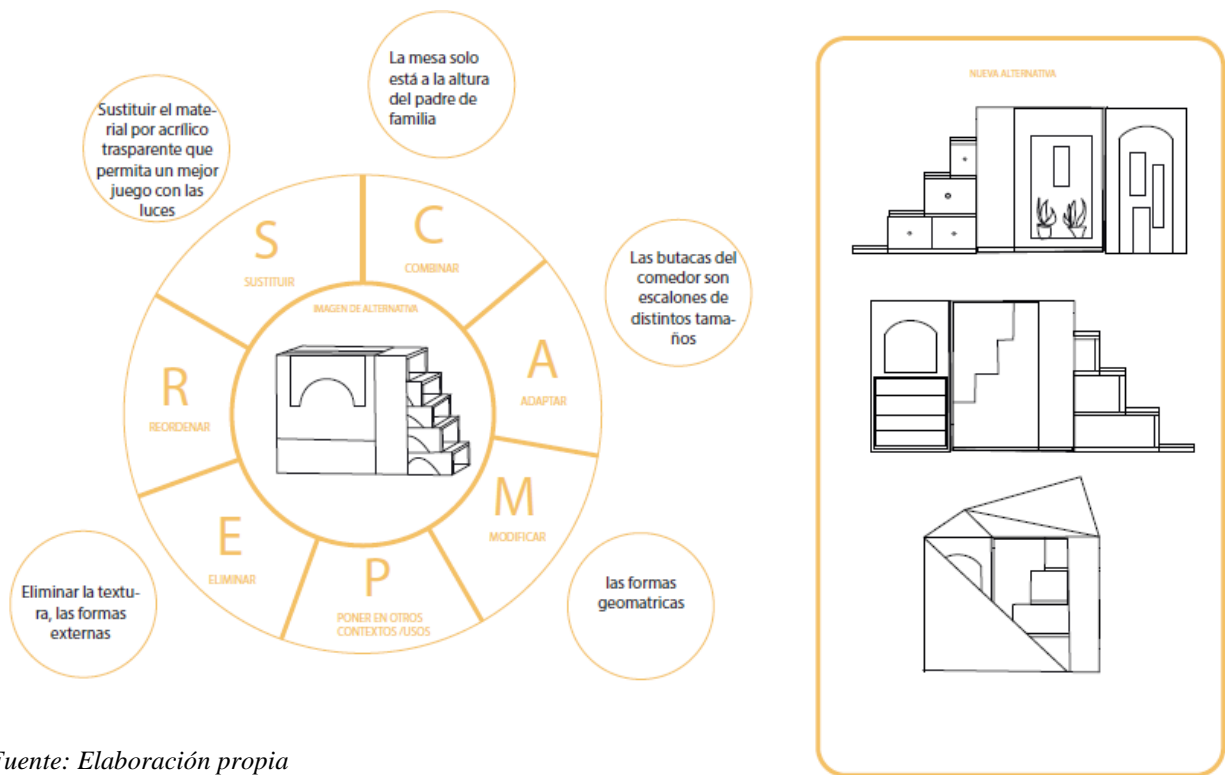 La mesa solo
está a la altura
del padre de
familia
Sustituir el mate-
rial por acrílico
trasparente que
permita un mejor
juego con las
luces
S
SUSTITUIR
C
COMBINAR
Las butacas del
comedor son
escalones de
distintos tama-
ños
A
ADAPTAR
M
MODIFICAR
las formas
geomatricas
P
PONER EN OTROS
CONTEXTOS /USOS
E
ELIMINAR
Eliminar la textu-
ra, las formas
externas
R
REORDENAR
IMAGEN DE ALTERNATIVA
NUEVA ALTERNATIVA
Fuente: Elaboración propia